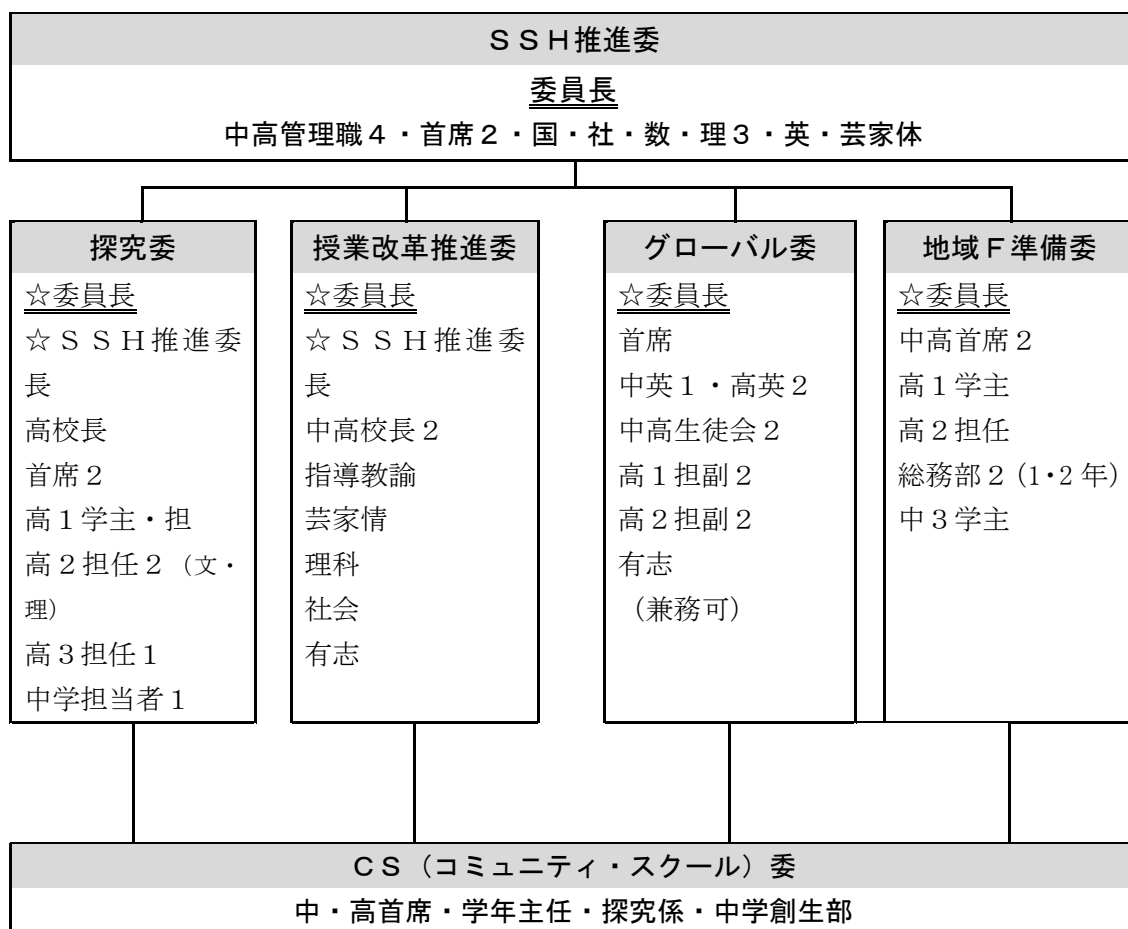 ＳＳＨ推進委
委員長
中高管理職４・首席２・国・社・数・理３・英・芸家体
探究委
☆委員長
☆ＳＳＨ推進委
長
高校長
首席２
高１学主・担
高２担任２（文・
理）
高３担任１
中学担当者１
授業改革推進委
☆委員長
☆ＳＳＨ推進委
長
中高校長２
指導教諭
芸家情
理科
社会
有志
グローバル委
☆委員長
首席
中英１・高英２
中高生徒会２
高１担副２
高２担副２
有志
（兼務可）
地域Ｆ準備委
☆委員長
中高首席２
高１学主
高２担任
総務部２（1・2年）
中３学主
ＣＳ（コミュニティ・スクール）委
中・高首席・学年主任・探究係・中学創生部